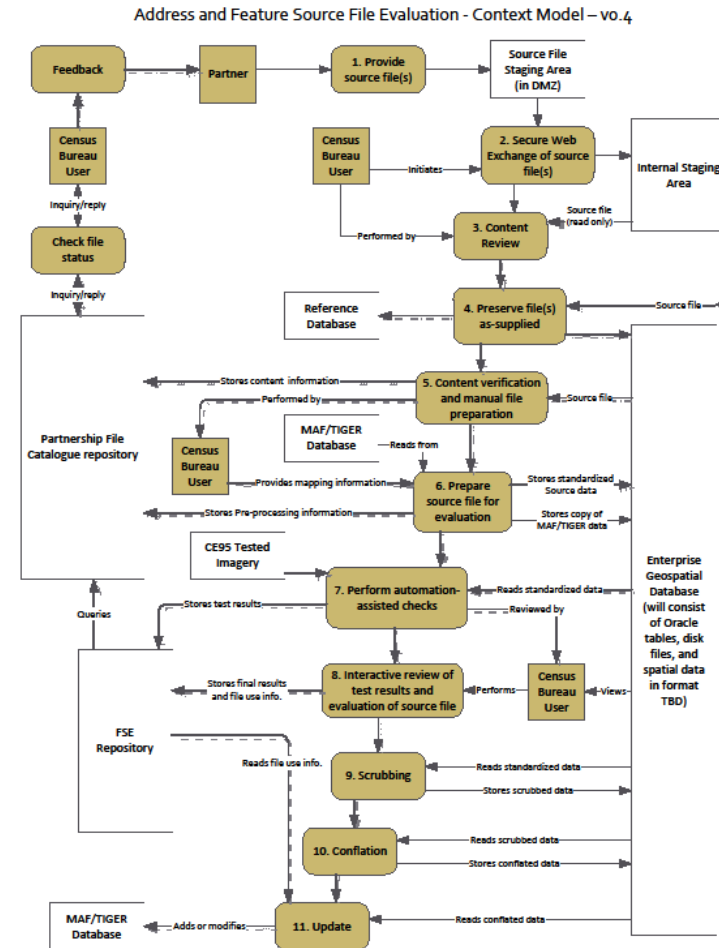 Address and Feature Source File Evaluation - Context Model – v0.4
Feedback
Partner
1. Provide
source file(s)
Source File
Staging Area
(in DMZ)
Census
Bureau
User
Census
Bureau
User
Initiates
2. Secure Web
Exchange of source
file(s)
Internal Staging
Area
Inquiry/reply
Performed by
Source file
(read only)
3. Content
Review
Check file
status
Inquiry/reply
Reference
Database
4. Preserve file(s)
as-supplied
Source file
Stores content information
5. Content verification
and manual file
preparation
Source file
Performed by
Partnership File
Catalogue repository
Census
Bureau
User
MAF/TIGER
Database
Reads from
Provides mapping information
6. Prepare
source file for
evaluation
Stores standardized
Source data
Stores Pre-processing information
Stores copy of
MAF/TIGER data
CE95 Tested
Imagery
Enterprise
Geospatial
Database
(will consist
of Oracle
tables, disk
files, and
spatial data
in format
TBD)
7. Perform automation-
assisted checks
Reads standardized data
Stores test results
Reviewed by
Queries
8. Interactive review of
test results and
evaluation of source file
Stores final results
and file use info.
Performs
Census
Bureau
User
Views
FSE
Repository
Reads file use info.
9. Scrubbing
Reads standardized data
Stores scrubbed data
10. Conflation
Reads scrubbed data
Stores conflated data
MAF/TIGER
Database
Adds or modifies
11. Update
Reads conflated data